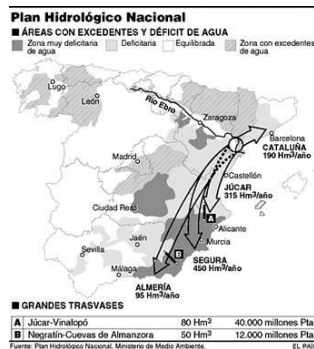 Plan Hidrológico Nacional
■ ÁREAS CON EXCEDENTES Y DÉFICIT DE AGUA
Zona muy deficitaria de agua
Deficitaria
Equilibrada
Zona con excedentes de agua
Lugo
León
Río Ebro
Zaragoza
Barcelona
CATALUÑA
190 Hm³/año
Madrid
JÚCAR
315 Hm³/año
Castellón
Ciudad Real
A
Alicante
Murcia
Jaén
B
SEGURA
450 Hm³/año
Sevilla
Málaga
ALMERÍA
95 Hm³/año
■ GRANDES TRASVASES
A Júcar-Vinalopó 80 Hm³ 40.000 millones Pta
B Negratín-Cuevas de Almanzora 50 Hm³ 12.000 millones Pta
Fuente: Plan Hidrológico Nacional. Ministerio de Medio Ambiente. EL PAÍS